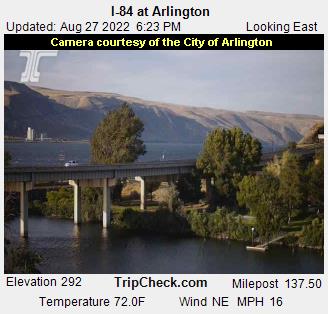 I-84 at Arlington
Updated: Aug 27 2022 6:23 PM Looking East
Camera courtesy of the City of Arlington
Elevation 292 TripCheck.com Milepost 137.50
Temperature 72.0F Wind NE MPH 16